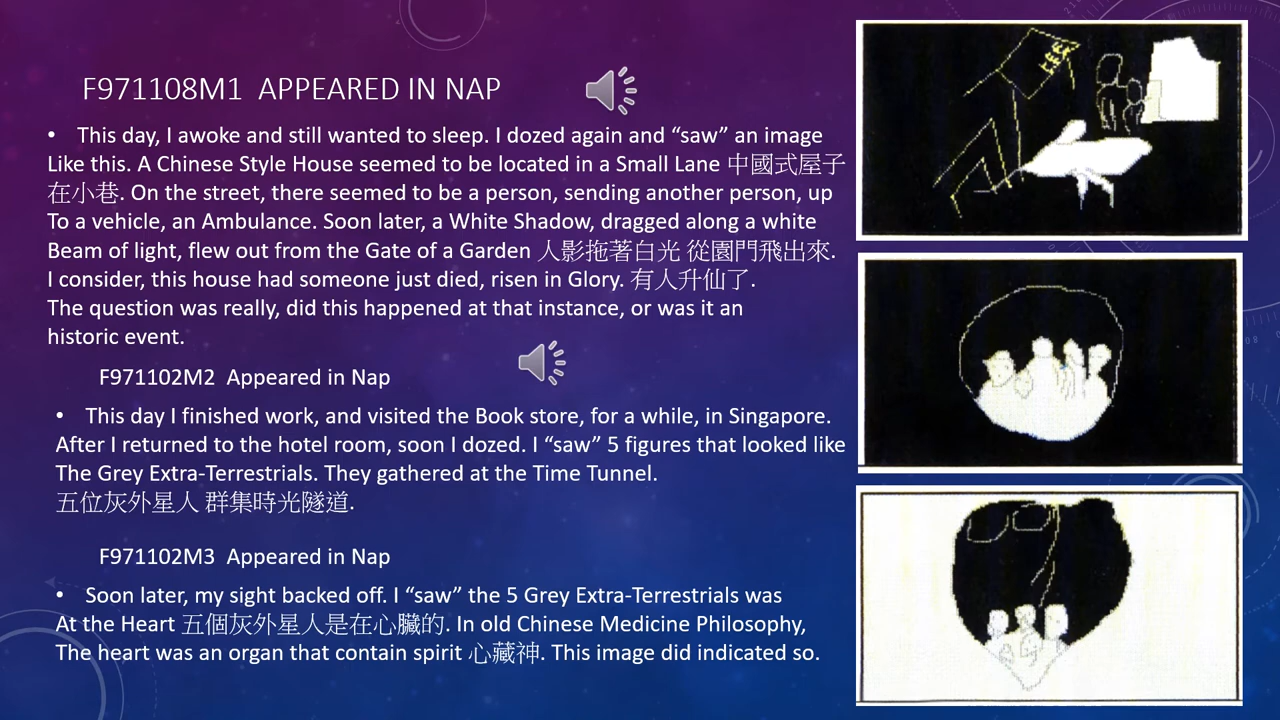 F971108M1 APPEARED IN NAP
• This day, I awoke and still wanted to sleep. I dozed again and “saw” an image
Like this. A Chinese Style House seemed to be located in a Small Lane 中國式屋子
在小巷. On the street, there seemed to be a person, sending another person, up
To a vehicle, an Ambulance. Soon later, a White Shadow, dragged along a white
Beam of light, flew out from the Gate of a Garden 人影拖著白光 從園門飛出來.
I consider, this house had someone just died, risen in Glory. 有人升仙了.
The question was really, did this happened at that instance, or was it an
historic event.
F971102M2 Appeared in Nap
• This day I finished work, and visited the Book store, for a while, in Singapore.
After I returned to the hotel room, soon I dozed. I “saw” 5 figures that looked like
The Grey Extra-Terrestrials. They gathered at the Time Tunnel.
五位灰外星人 群集時光隧道.
F971102M3 Appeared in Nap
• Soon later, my sight backed off. I “saw” the 5 Grey Extra-Terrestrials was
At the Heart 五個灰外星人是在心臟的. In old Chinese Medicine Philosophy,
The heart was an organ that contain spirit 心藏神. This image did indicated so.